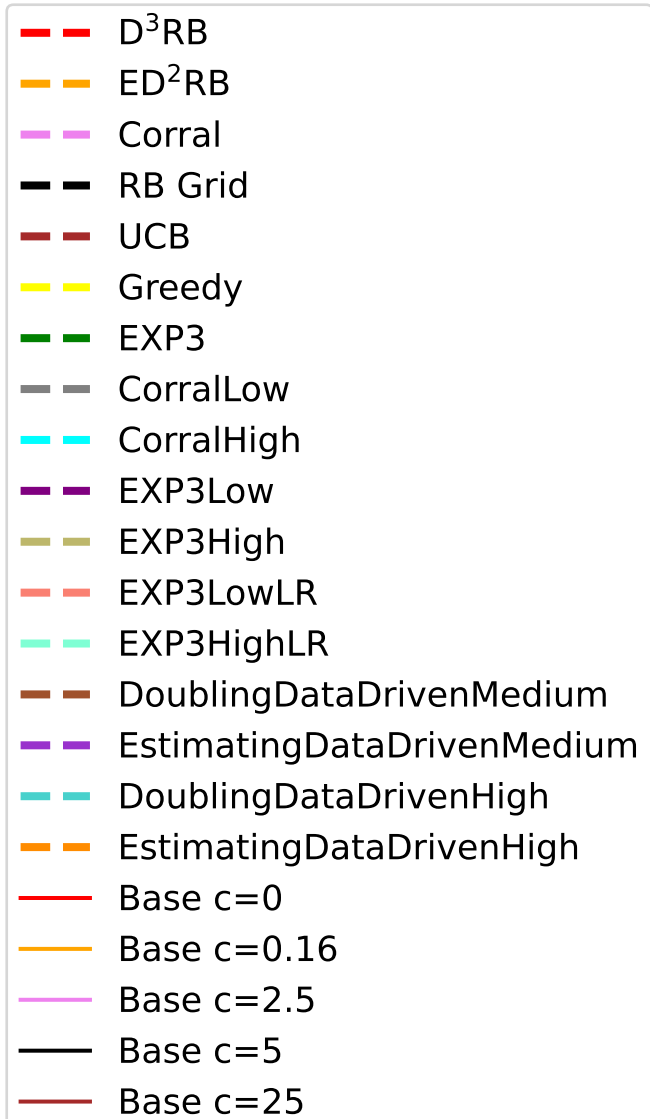 D³RB
ED²RB
Corral
RB Grid
UCB
Greedy
EXP3
CorralLow
CorralHigh
EXP3Low
EXP3High
EXP3LowLR
EXP3HighLR
DoublingDataDrivenMedium
EstimatingDataDrivenMedium
DoublingDataDrivenHigh
EstimatingDataDrivenHigh
Base c=0
Base c=0.16
Base c=2.5
Base c=5
Base c=25